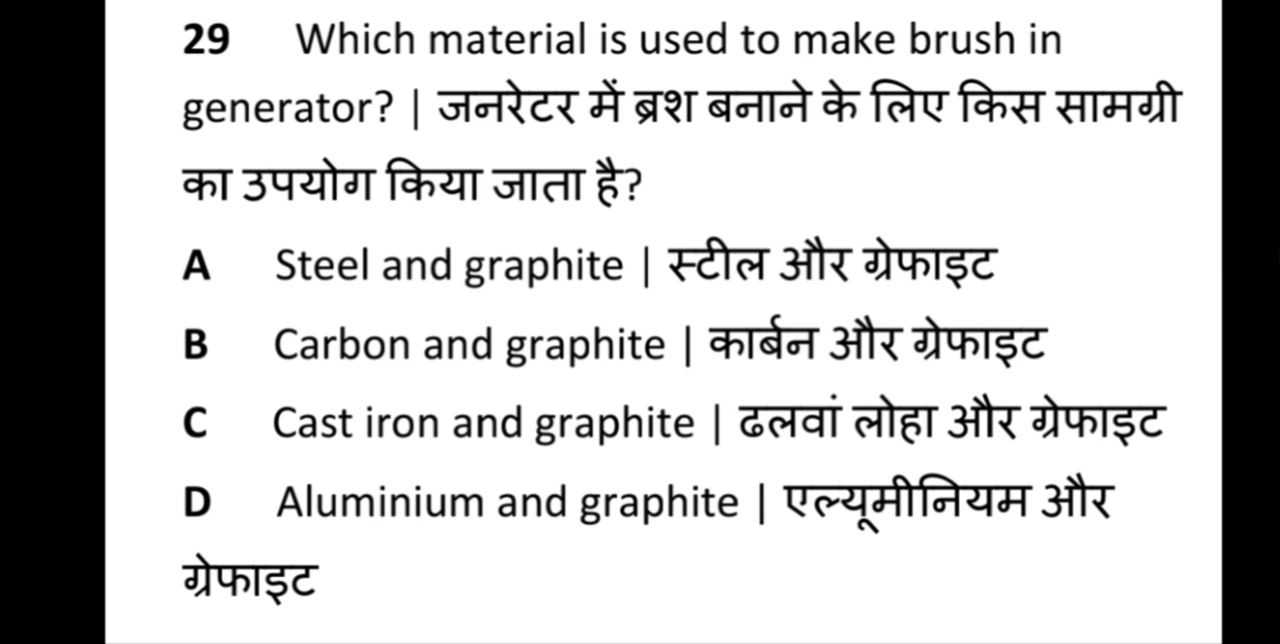 29 Which material is used to make brush in
generator? | जनरेटर में ब्रश बनाने के लिए किस सामग्री
का उपयोग किया जाता है?
A Steel and graphite | स्टील और ग्रेफाइट
B Carbon and graphite | कार्बन और ग्रेफाइट
C Cast iron and graphite | ढलवां लोहा और ग्रेफाइट
D Aluminium and graphite | एल्यूमीनियम और
ग्रेफाइट